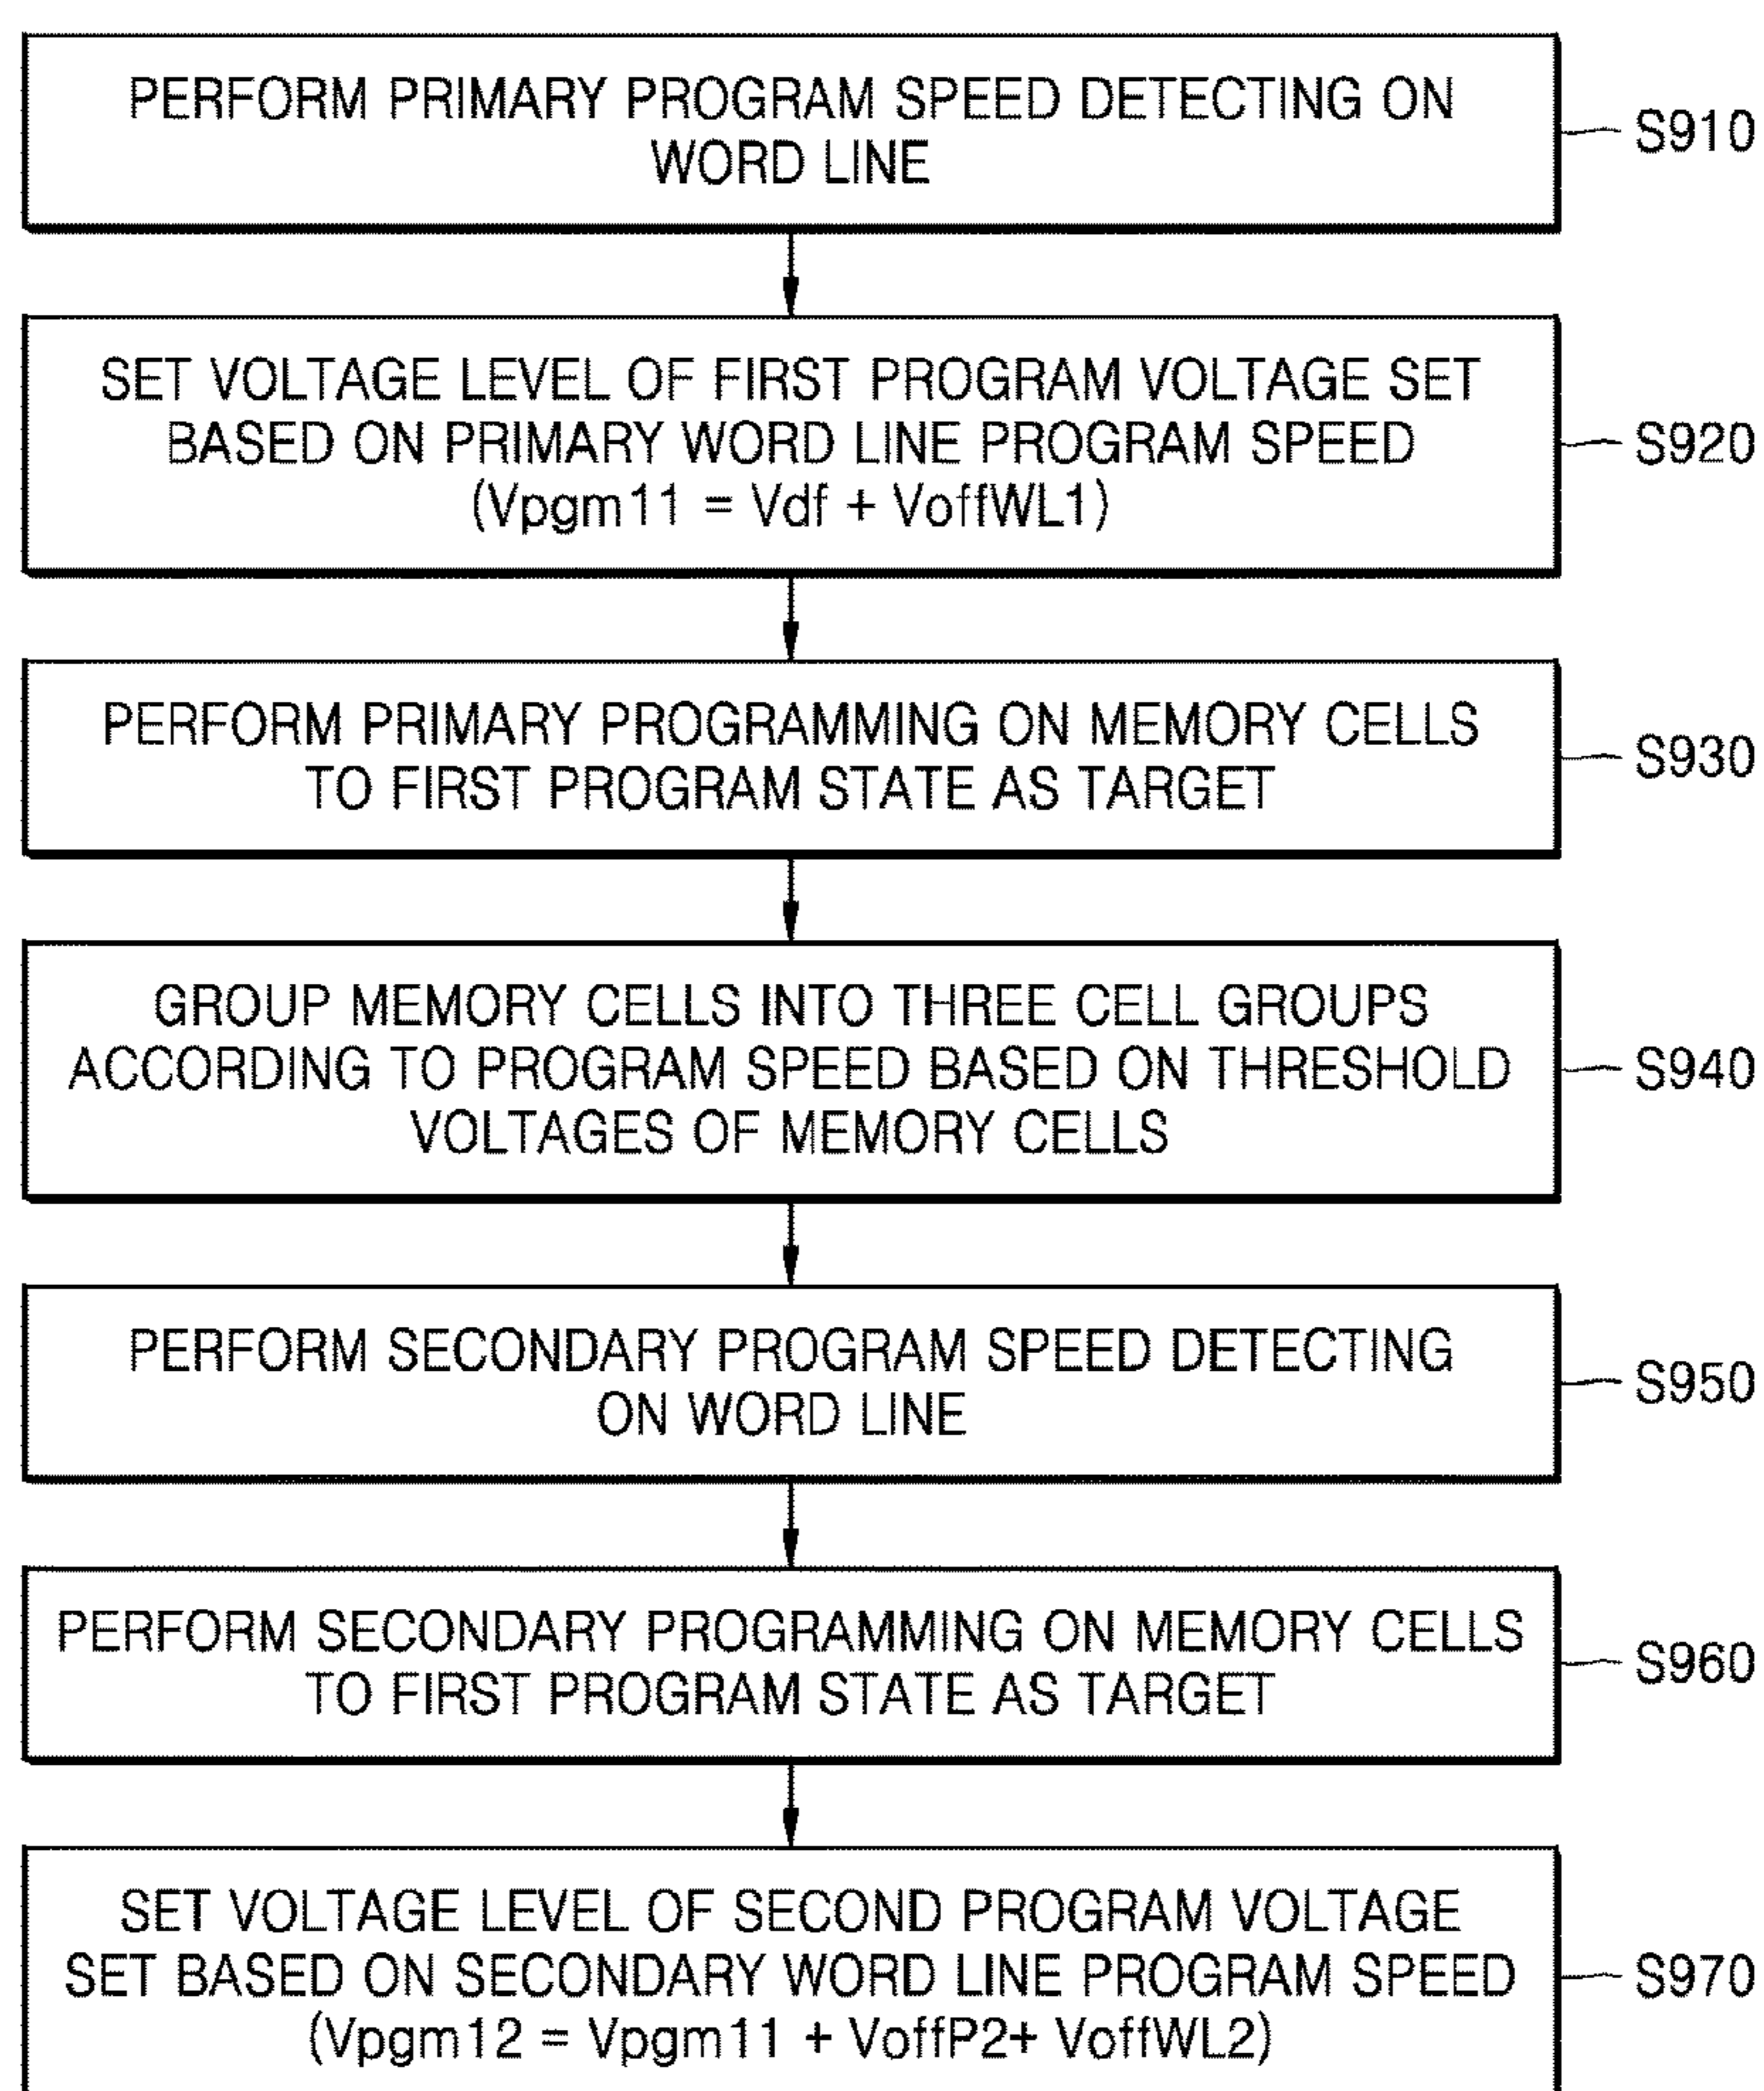 PERFORM PRIMARY PROGRAM SPEED DETECTING ON
WORD LINE
S910
SET VOLTAGE LEVEL OF FIRST PROGRAM VOLTAGE SET
BASED ON PRIMARY WORD LINE PROGRAM SPEED
(Vpgm11 = Vdf + VoffWL1)
S920
PERFORM PRIMARY PROGRAMMING ON MEMORY CELLS
TO FIRST PROGRAM STATE AS TARGET
S930
GROUP MEMORY CELLS INTO THREE CELL GROUPS
ACCORDING TO PROGRAM SPEED BASED ON THRESHOLD
VOLTAGES OF MEMORY CELLS
S940
PERFORM SECONDARY PROGRAM SPEED DETECTING
ON WORD LINE
S950
PERFORM SECONDARY PROGRAMMING ON MEMORY CELLS
TO FIRST PROGRAM STATE AS TARGET
S960
SET VOLTAGE LEVEL OF SECOND PROGRAM VOLTAGE
SET BASED ON SECONDARY WORD LINE PROGRAM SPEED
(Vpgm12 = Vpgm11 + VoffP2+ VoffWL2)
S970